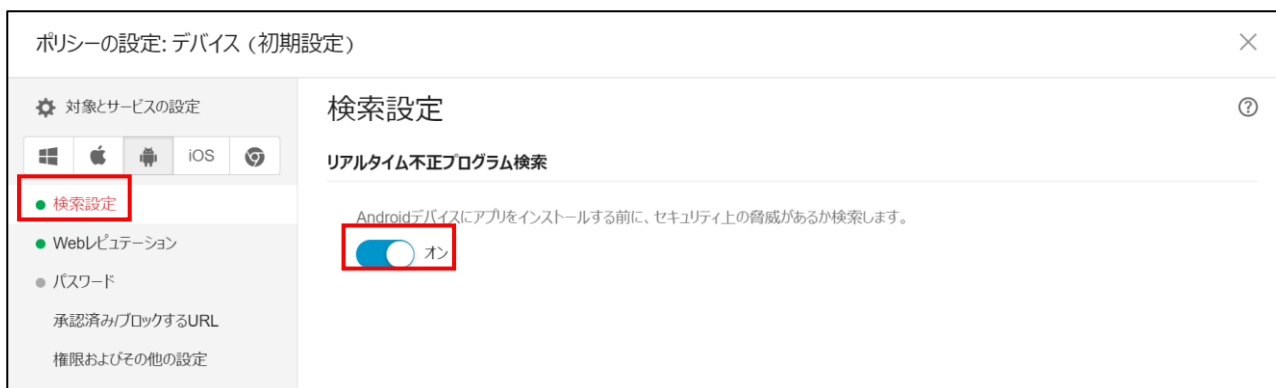 ポリシーの設定: デバイス (初期設定)
対象とサービスの設定
iOS
検索設定
Webレピュテーション
パスワード
承認済み/ブロックするURL
権限およびその他の設定
検索設定
リアルタイム不正プログラム検索
Androidデバイスにアプリをインストールする前に、セキュリティ上の脅威があるか検索します。
オン